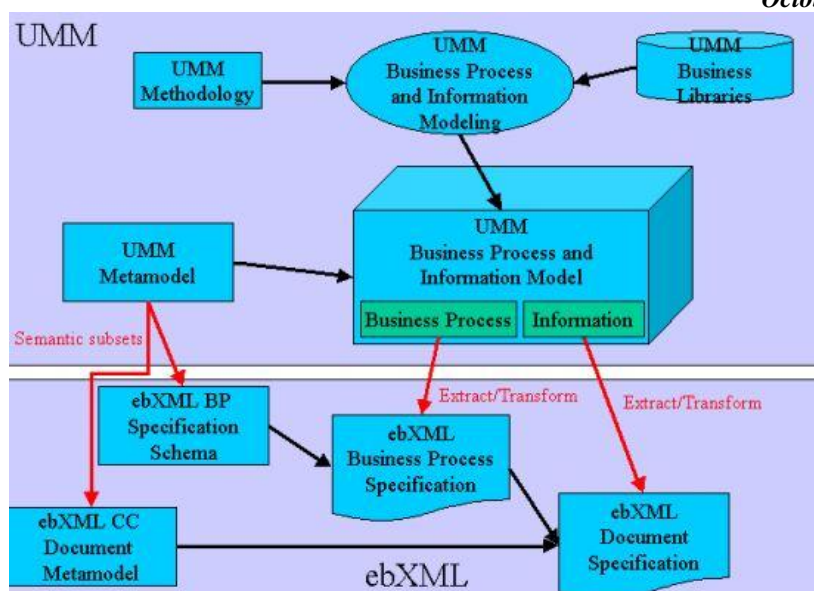 UMM
UMM
Methodology
UMM
Business Process
and Information
Modeling
UMM
Business
Libraries
UMM
Metamodel
UMM
Business Process and
Information Model
Business Process
Information
Semantic subsets
Extract/Transform
Extract/Transform
ebXML BP
Specification
Schema
ebXML
Business Process
Specification
ebXML CC
Document
Metamodel
ebXML
Document
Specification
ebXML